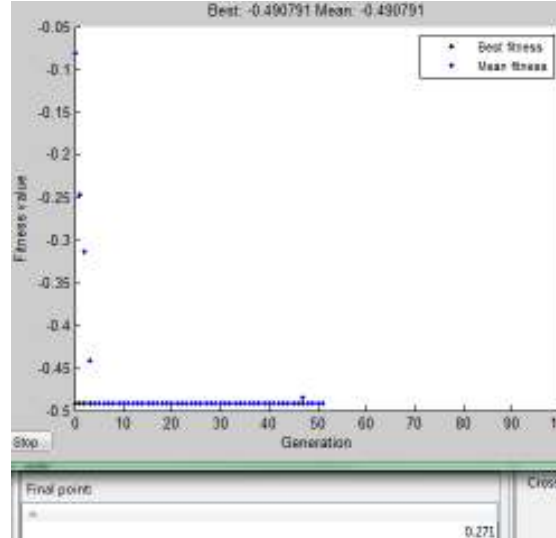 Best: -0.490791 Mean: -0.490791
Best fitness
Mean fitness
Fitness value
-0.05
-0.1
-0.15
-0.2
-0.25
-0.3
-0.35
-0.4
-0.45
-0.5
0 10 20 30 40 50 60 70 80 90 1
Generation
Stop
Final point:
Cross
0.271